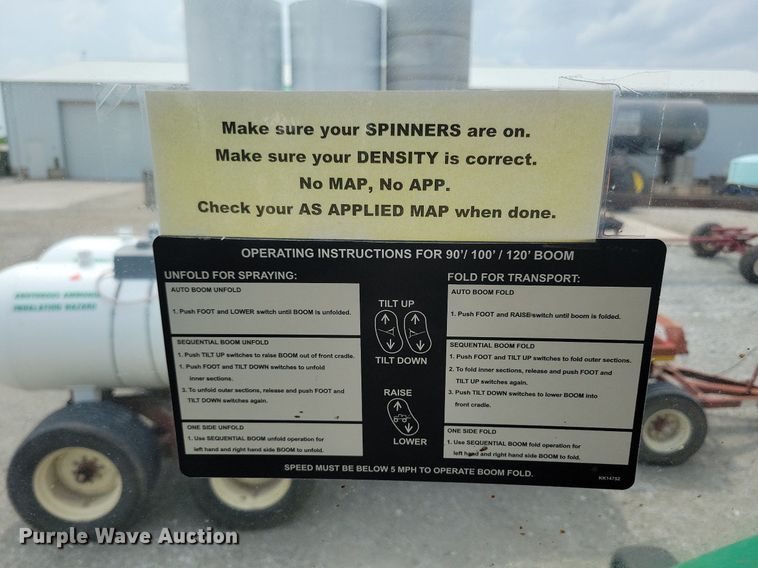 Make sure your SPINNERS are on.
Make sure your DENSITY is correct.
No MAP, No APP.
Check your AS APPLIED MAP when done.
OPERATING INSTRUCTIONS FOR 90'/ 100' / 120' BOOM
UNFOLD FOR SPRAYING:
AUTO BOOM UNFOLD
1. Push FOOT and LOWER switch until BOOM is unfolded.
SEQUENTIAL BOOM UNFOLD
1. Push TILT UP switches to raise BOOM out of front cradle.
1. Push FOOT and TILT DOWN switches to unfold
inner sections.
3. To unfold outer sections, release and push FOOT and
TILT DOWN switches again.
ONE SIDE UNFOLD
1. Use SEQUENTIAL BOOM unfold operation for
left hand and right hand side BOOM to unfold.
TILT UP
TILT DOWN
RAISE
LOWER
FOLD FOR TRANSPORT:
AUTO BOOM FOLD
1. Push FOOT and RAISE switch until boom is folded.
SEQUENTIAL BOOM FOLD
1. Push FOOT and TILT UP switches to fold outer sections.
2. To fold inner sections, release and push FOOT and
TILT UP switches again.
3. Push TILT DOWN switches to lower BOOM into
front cradle.
ONE SIDE FOLD
1. Use SEQUENTIAL BOOM fold operation for
left hand and right hand side BOOM to fold.
SPEED MUST BE BELOW 5 MPH TO OPERATE BOOM FOLD.
KK14752
ANHYDROUS AMMONIA
INHALATION HAZARD
Purple Wave Auction